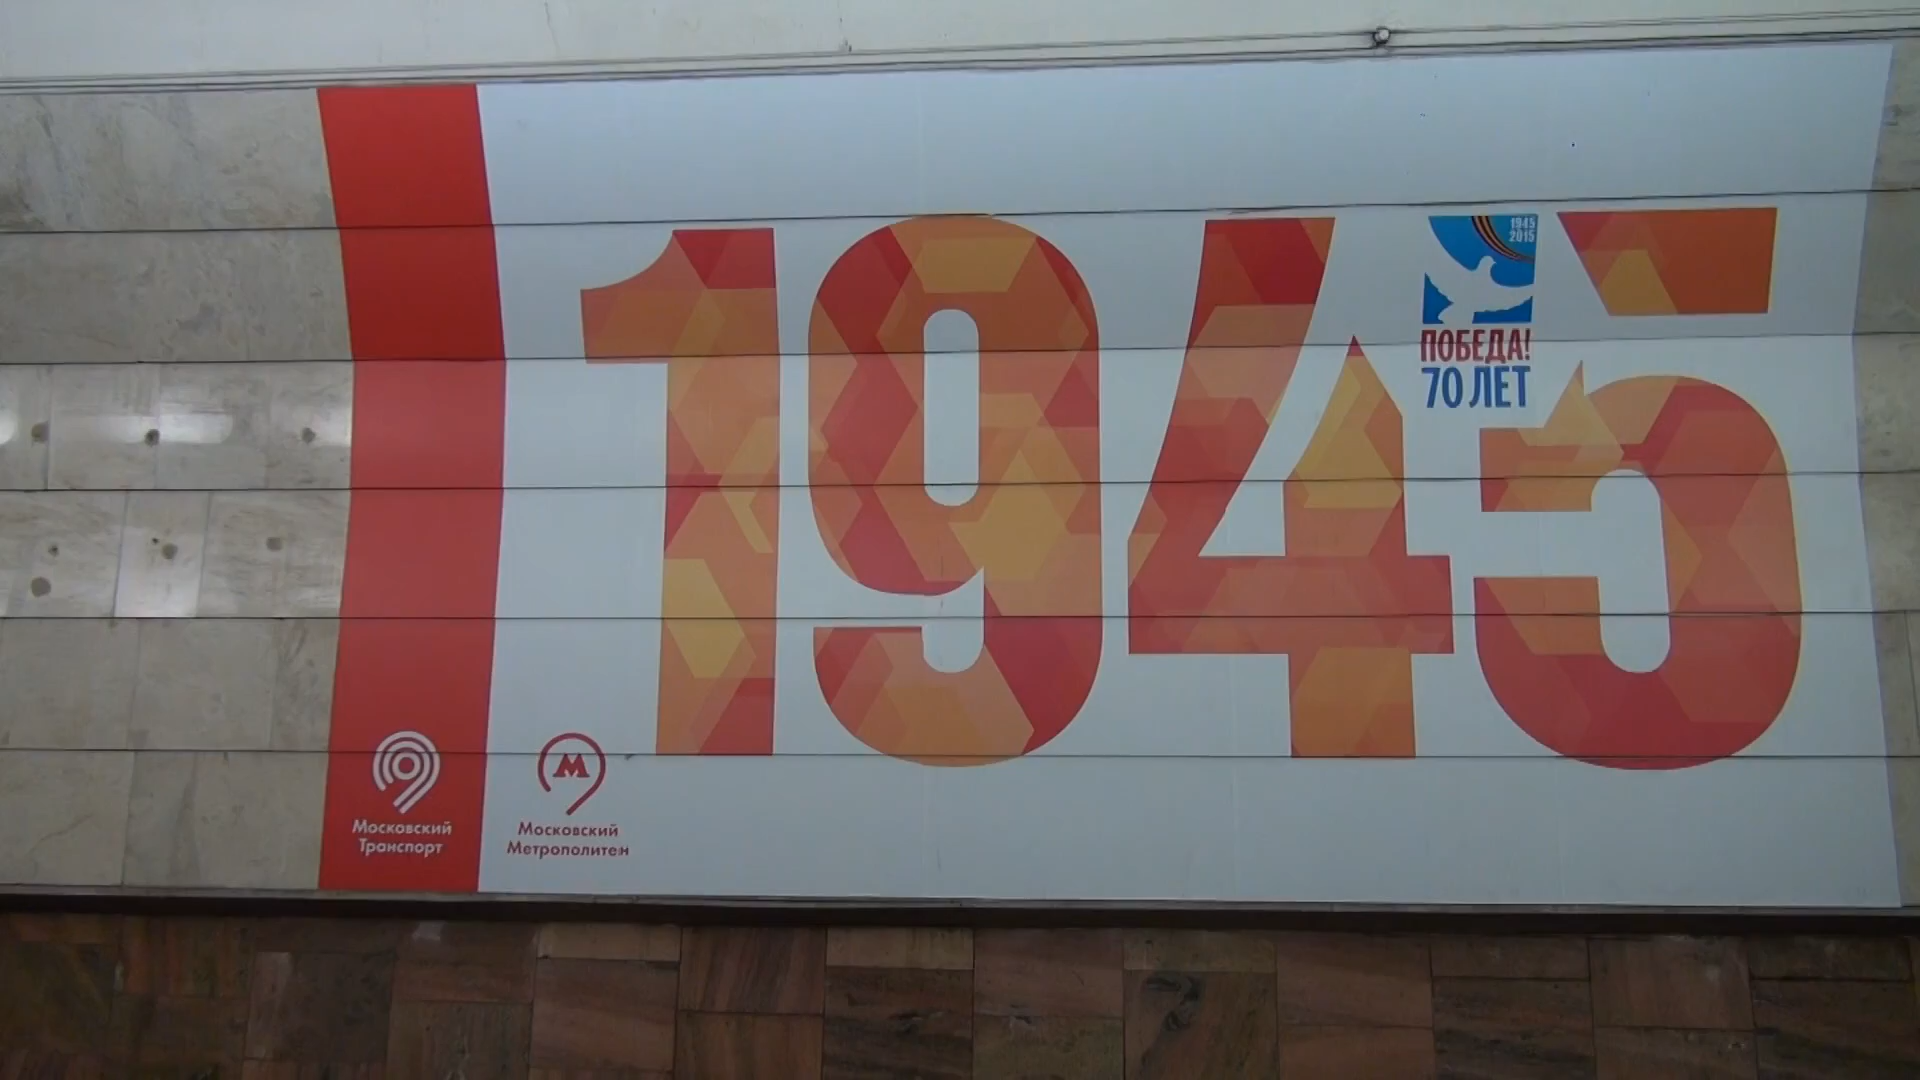 1945
1945
2015
ПОБЕДА!
70 ЛЕТ
М
Московский
Транспорт
Московский
Метрополитен